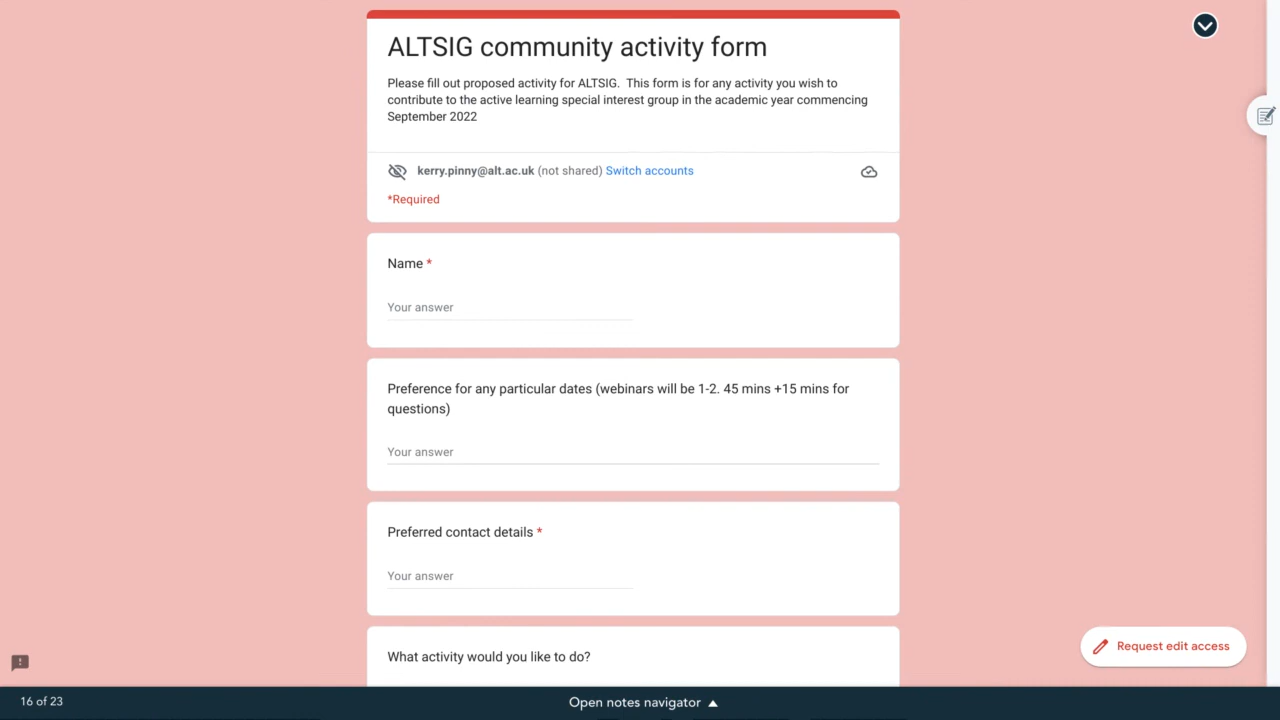 ALTSIG community activity form
Please fill out proposed activity for ALTSIG.  This form is for any activity you wish to
contribute to the active learning special interest group in the academic year commencing
September 2022
kerry.pinny@alt.ac.uk (not shared) Switch accounts
*Required
Name *
Your answer
Preference for any particular dates (webinars will be 1-2. 45 mins +15 mins for
questions)
Your answer
Preferred contact details *
Your answer
What activity would you like to do?
Request edit access
16 of 23
Open notes navigator